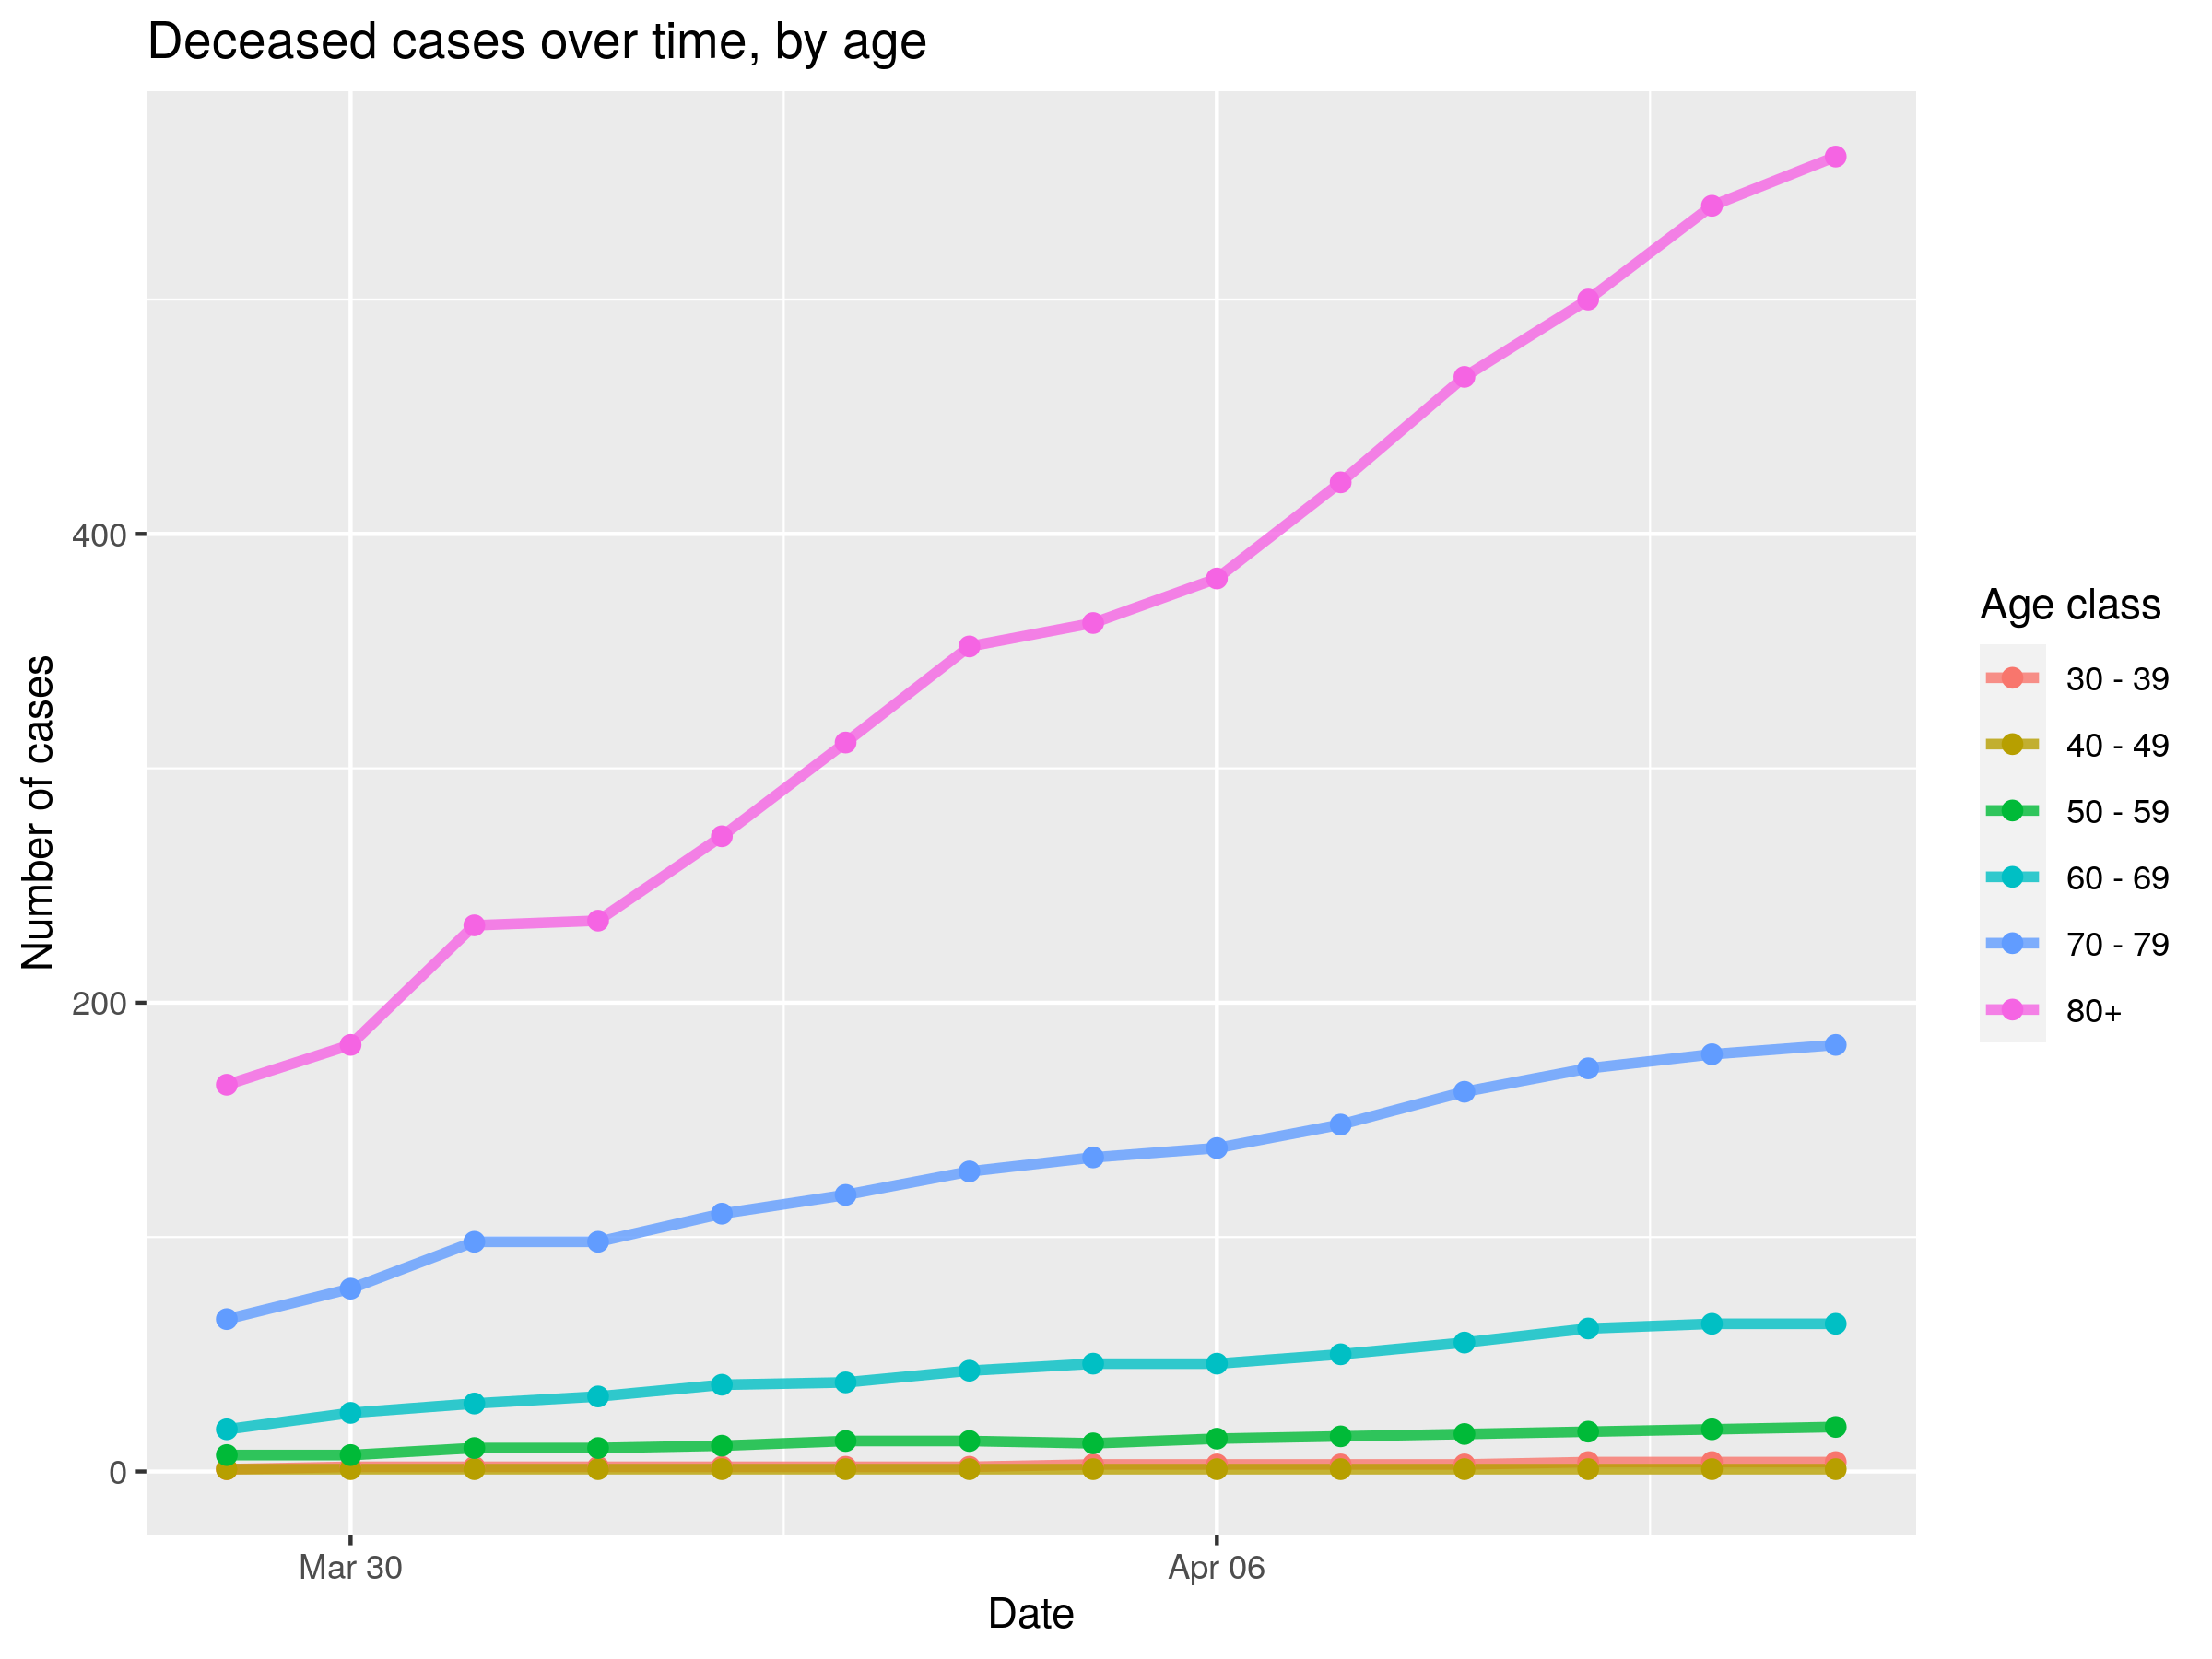 Deceased cases over time, by age
Number of cases
400
200
0
Mar 30
Apr 06
Date
Age class
30 - 39
40 - 49
50 - 59
60 - 69
70 - 79
80+